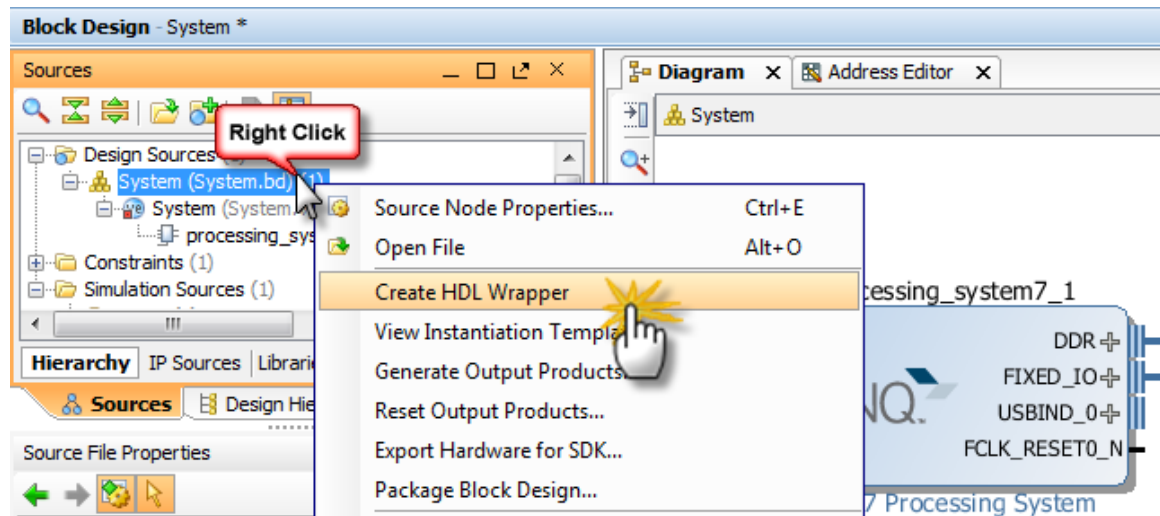 Block Design - System *
Sources
Diagram
Address Editor
System
Right Click
Design Sources
System (System.bd) (1)
System (System.
processing_sys
Constraints (1)
Simulation Sources (1)
Hierarchy IP Sources Librari
Sources Design Hie
Source File Properties
Source Node Properties... Ctrl+E
Open File Alt+O
Create HDL Wrapper
View Instantiation Templa
Generate Output Products
Reset Output Products...
Export Hardware for SDK...
Package Block Design...
cessing_system7_1
DDR
FIXED_IO
USBIND_0
FCLK_RESET0_N
NQ.
7 Processing System